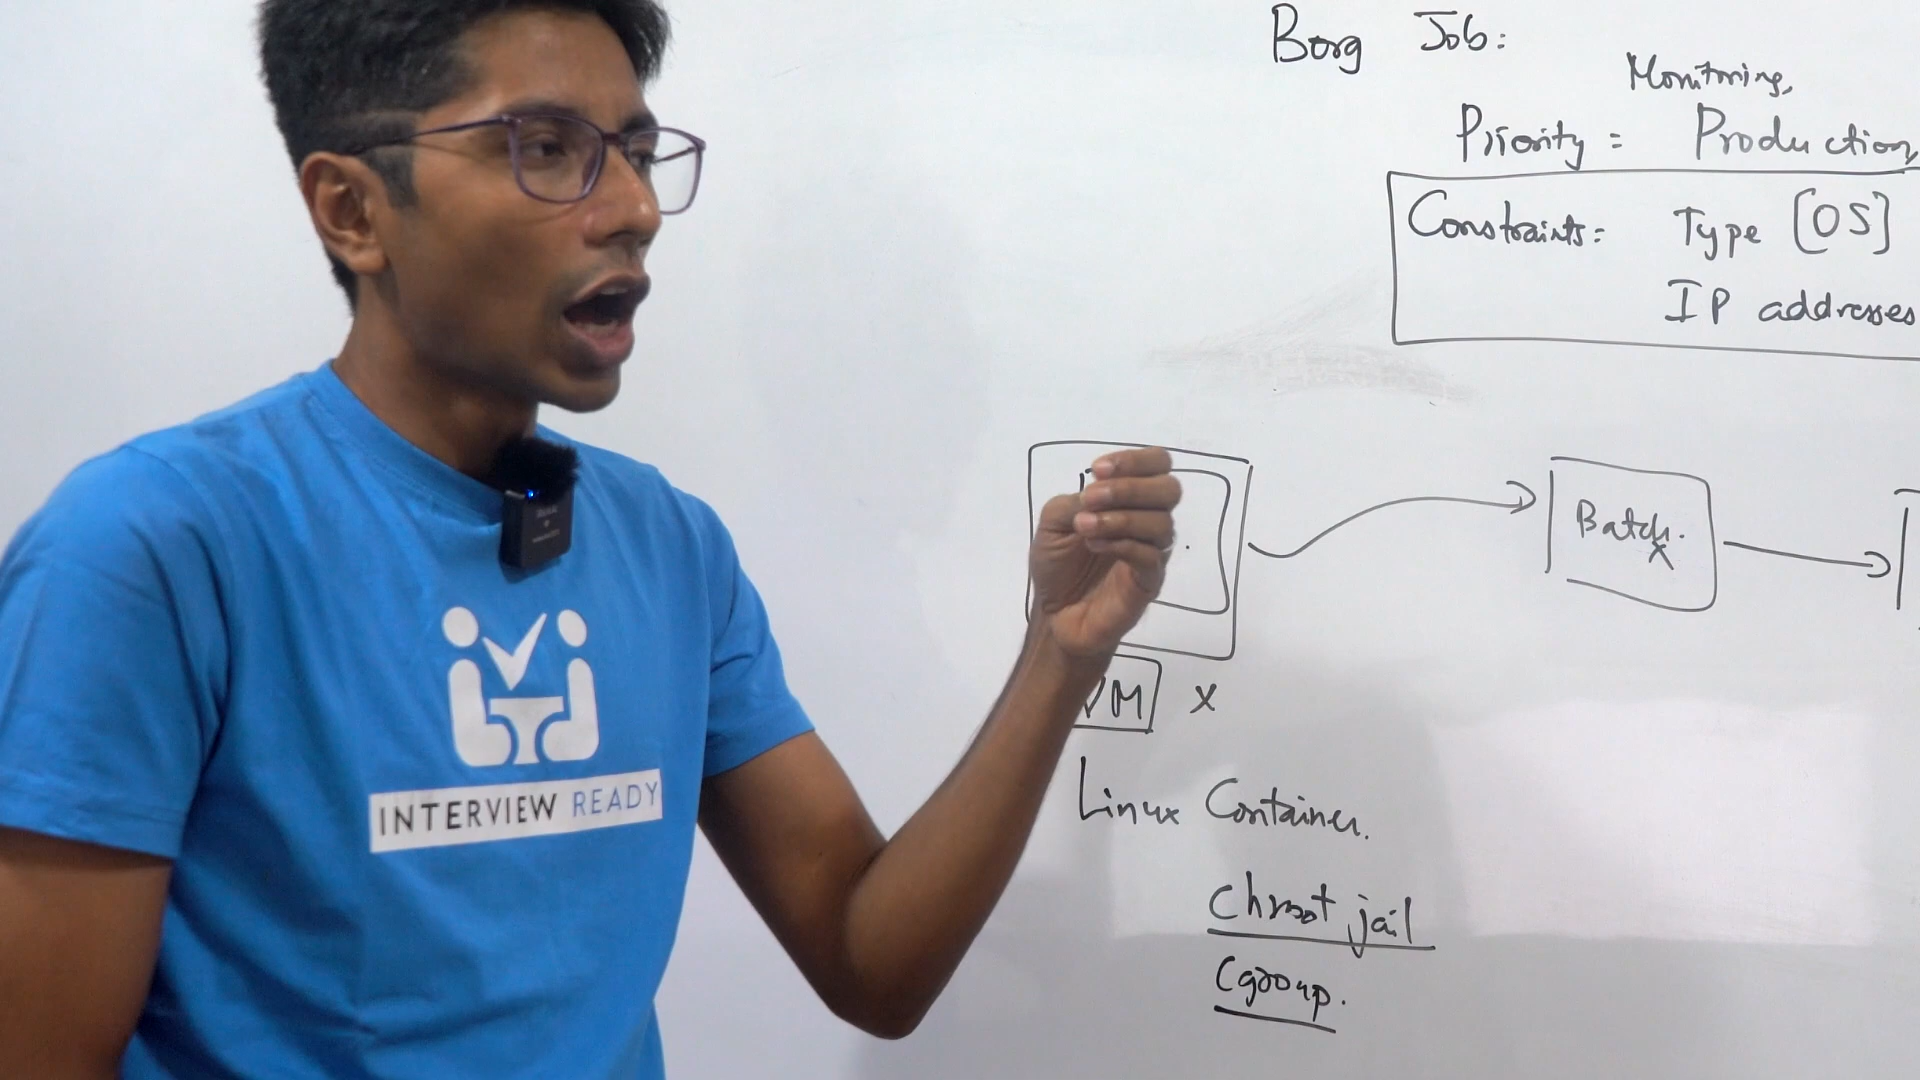 Borg Job:
Monitoring,
Priority = Production,
Constraints: Type [OS]
IP addresses
Batch.
x
VM x
Linux Container.
chroot jail
cgroup.
INTERVIEW READY